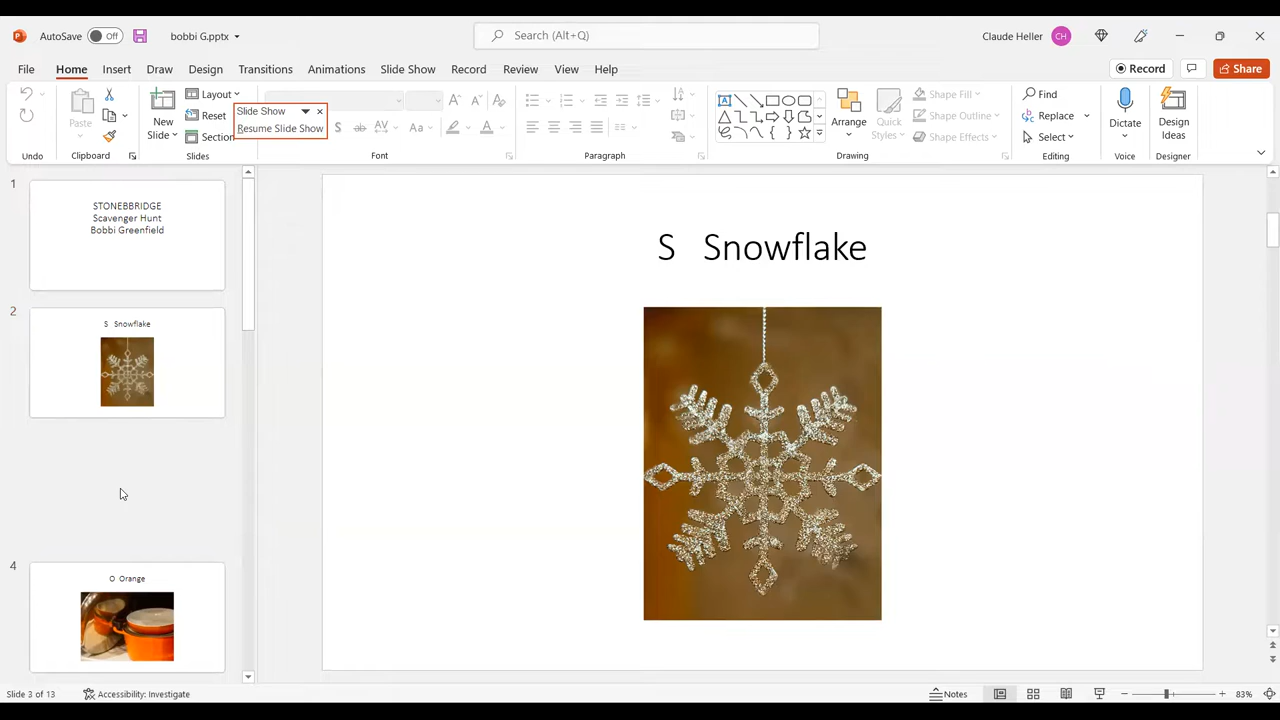 AutoSave Off bobbi G.pptx Search (Alt+Q) Claude Heller CH
File Home Insert Draw Design Transitions Animations Slide Show Record Review View Help Record Share
Paste
New
Slide
Layout
Reset
Section
Slide Show
Resume Slide Show
Aa
Arrange
Quick
Styles
Shape Fill
Shape Outline
Shape Effects
Find
Replace
Select
Dictate
Design
Ideas
Undo Clipboard Slides Font Paragraph Drawing Editing Voice Designer
1
STONEBBRIDGE
Scavenger Hunt
Bobbi Greenfield
2
S Snowflake
4
O Orange
S Snowflake
Slide 3 of 13 Accessibility: Investigate Notes 83%